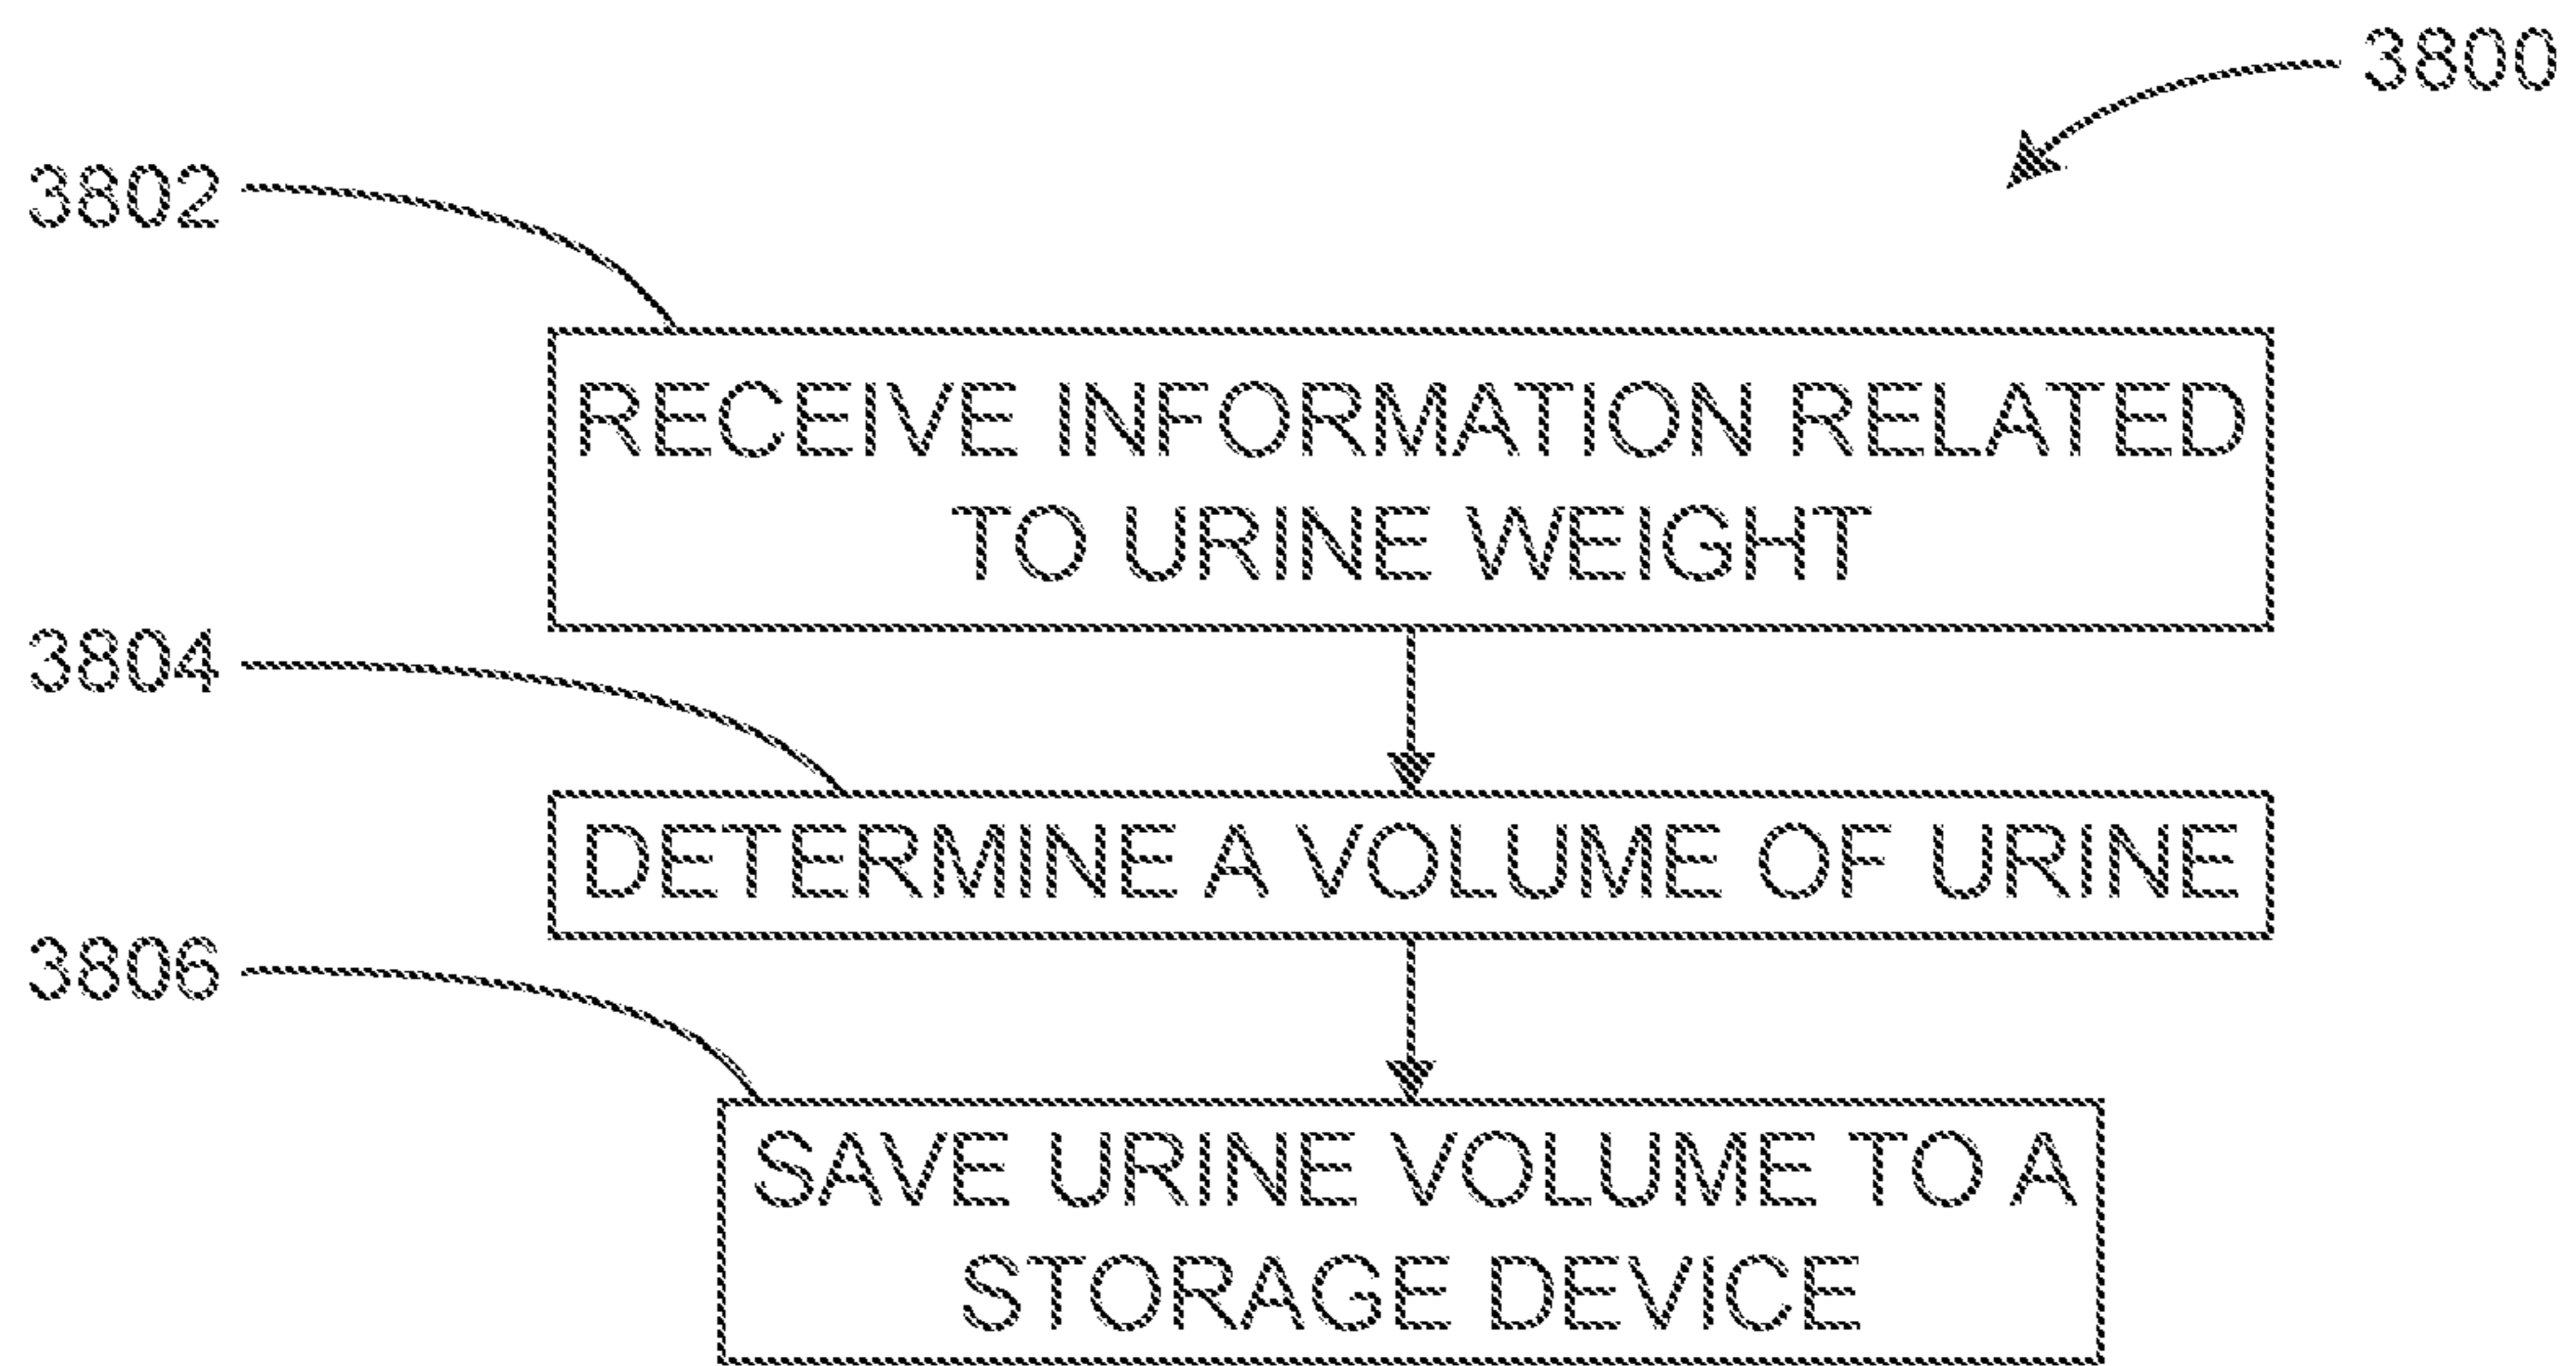 3800
3802
RECEIVE INFORMATION RELATED
TO URINE WEIGHT
3804
DETERMINE A VOLUME OF URINE
3806
SAVE URINE VOLUME TO A
STORAGE DEVICE